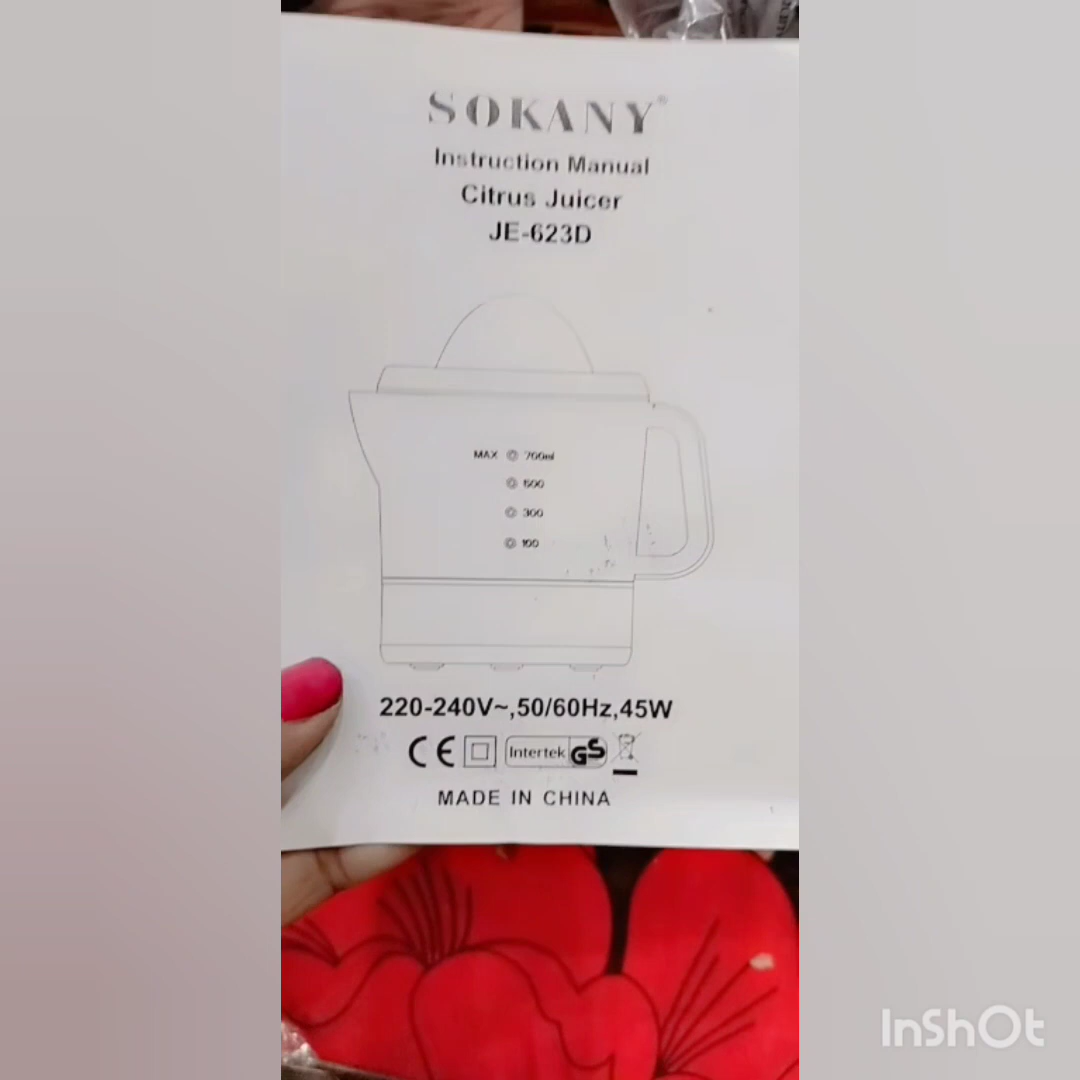 SOKANY®
Instruction Manual
Citrus Juicer
JE-623D
MAX 700ml
500
300
100
220-240V~,50/60Hz,45W
CE Intertek GS
MADE IN CHINA
InShOt